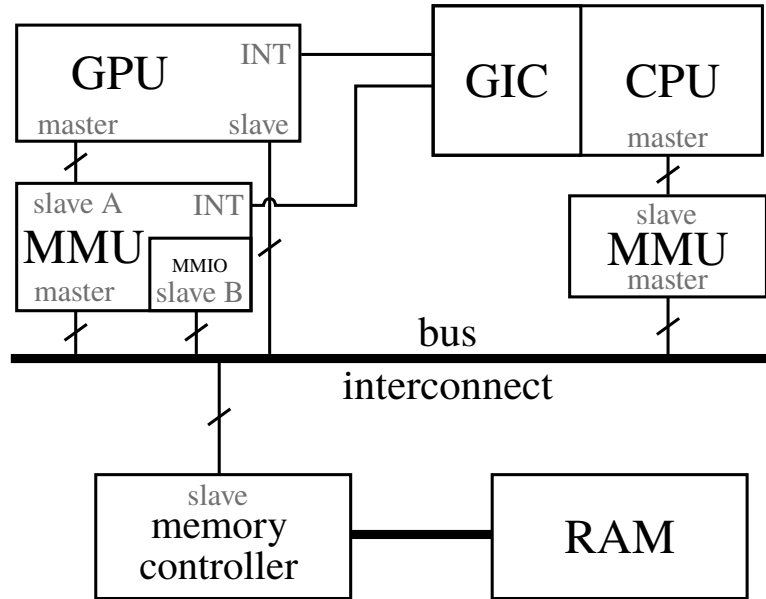 GPU
INT
master
slave
GIC
CPU
master
slave A
INT
MMU
MMIO
master
slave B
slave
MMU
master
bus
interconnect
slave
memory
controller
RAM